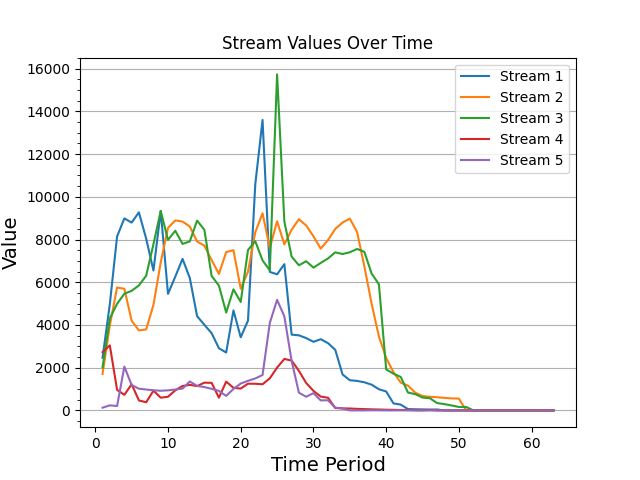 Stream Values Over Time
Stream 1
Stream 2
Stream 3
Stream 4
Stream 5
16000
14000
12000
10000
8000
6000
4000
2000
0
Value
0 10 20 30 40 50 60
Time Period